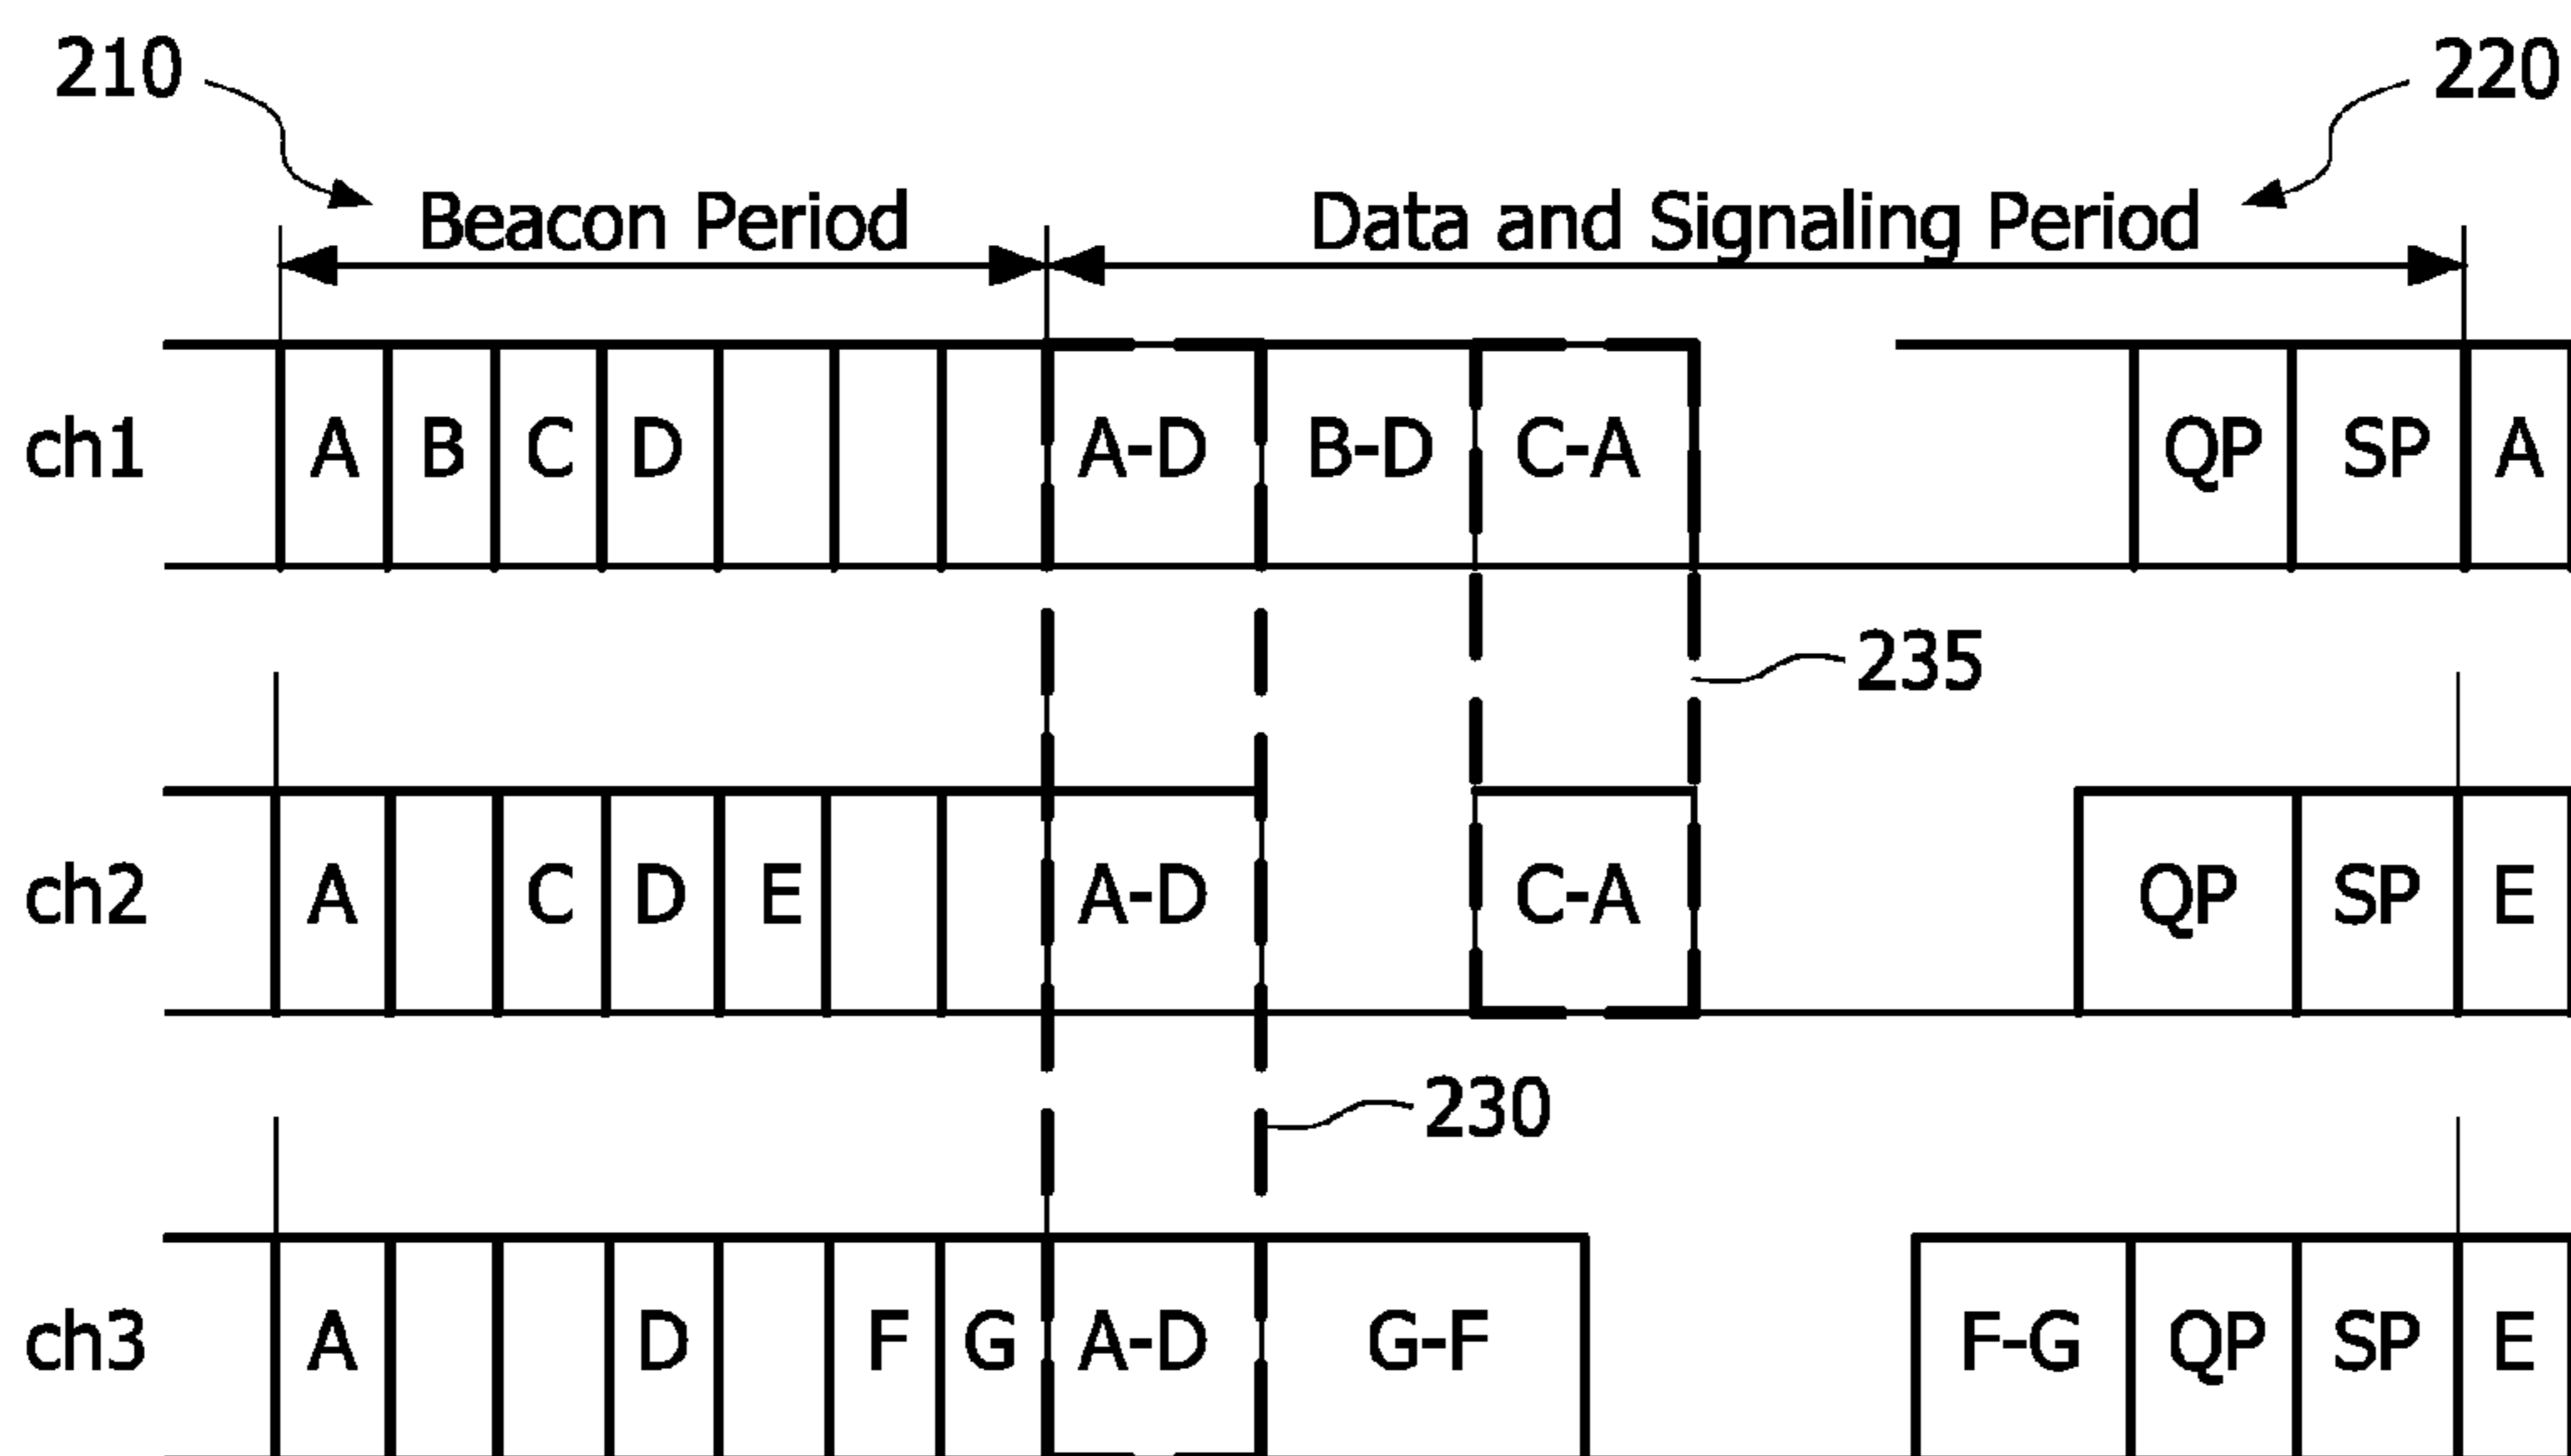 210 220
Beacon Period Data and Signaling Period
ch1 A B C D A-D B-D C-A QP SP A
235
ch2 A C D E A-D C-A QP SP E
230
ch3 A D F G A-D G-F F-G QP SP E